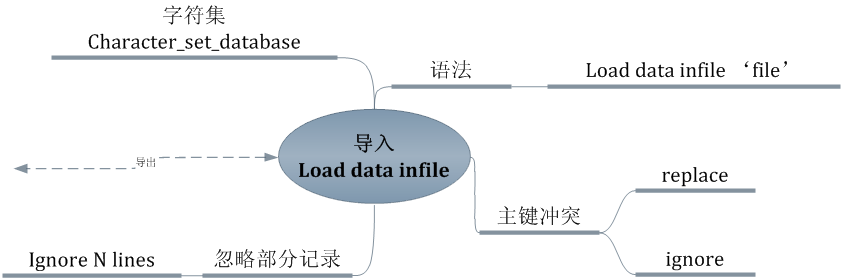 字符集
Character_set_database
语法
Load data infile ‘file’
导入
Load data infile
导出
replace
主键冲突
ignore
Ignore N lines
忽略部分记录